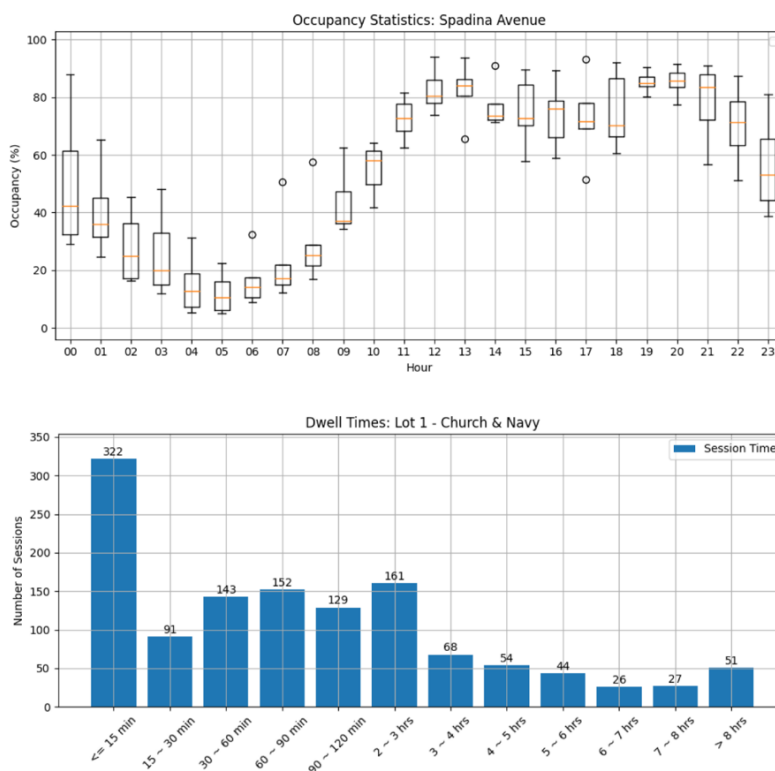 Occupancy Statistics: Spadina Avenue
Occupancy (%)
100
80
60
40
20
0
00 01 02 03 04 05 06 07 08 09 10 11 12 13 14 15 16 17 18 19 20 21 22 23
Hour
Dwell Times: Lot 1 - Church & Navy
Number of Sessions
Session Time
350
300
250
200
150
100
50
0
322
91
143
152
129
161
68
54
44
26
27
51
<= 15 min
15 ~ 30 min
30 ~ 60 min
60 ~ 90 min
90 ~ 120 min
2 ~ 3 hrs
3 ~ 4 hrs
4 ~ 5 hrs
5 ~ 6 hrs
6 ~ 7 hrs
7 ~ 8 hrs
> 8 hrs